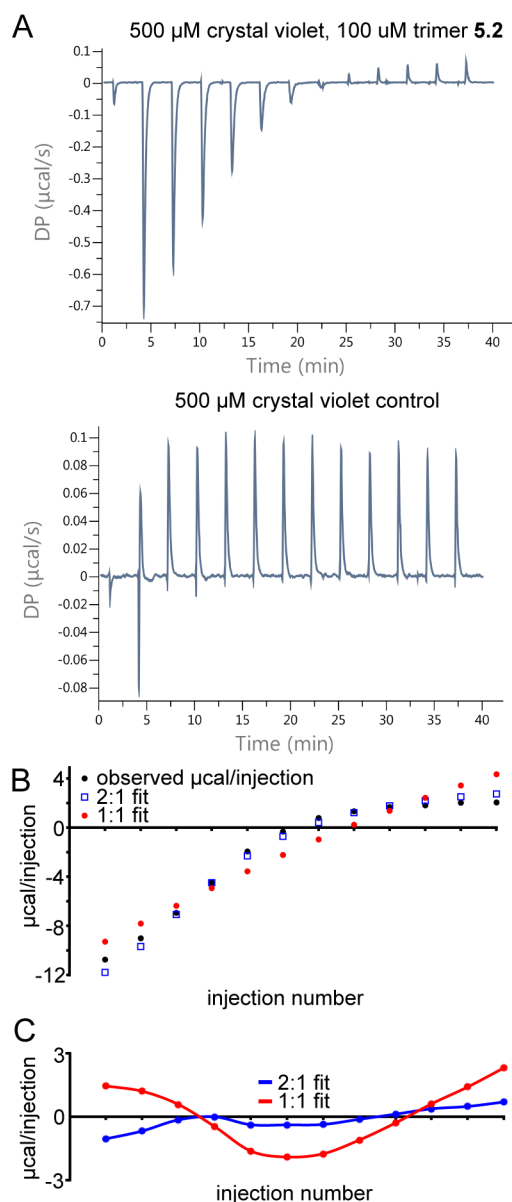 A
500 µM crystal violet, 100 uM trimer 5.2
0.1
0
-0.1
-0.2
-0.3
-0.4
-0.5
-0.6
-0.7
DP (µcal/s)
0 5 10 15 20 25 30 35 40
Time (min)
500 µM crystal violet control
0.1
0.08
0.06
0.04
0.02
0
-0.02
-0.04
-0.06
-0.08
DP (µcal/s)
0 5 10 15 20 25 30 35 40
Time (min)
B
4
0
-4
-8
-12
µcal/injection
observed µcal/injection
2:1 fit
1:1 fit
injection number
C
3
0
-3
µcal/injection
2:1 fit
1:1 fit
injection number